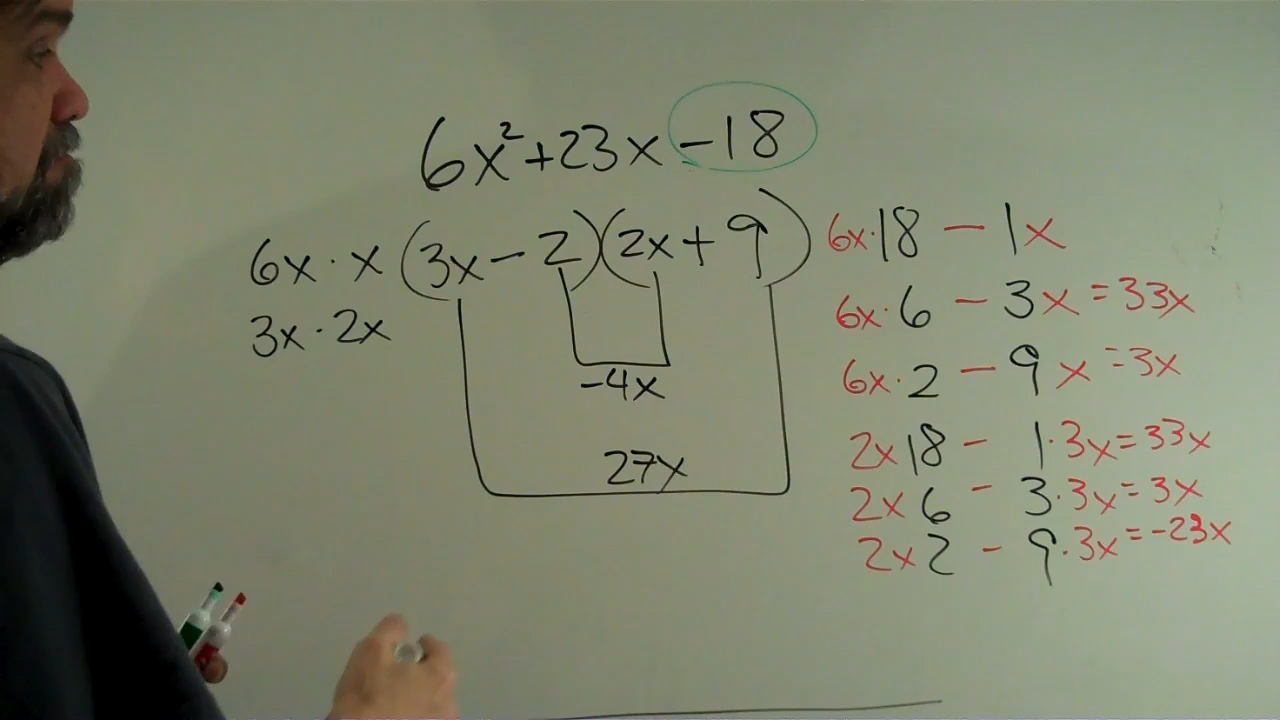 6x²+23x-18
6x·x (3x-2)(2x+9)
3x·2x
-4x
27x
6x·18 - 1x
6x·6 - 3x=33x
6x·2 - 9x=3x
2x18 - 1·3x=33x
2x6 - 3·3x=3x
2x2 - 9·3x=-23x